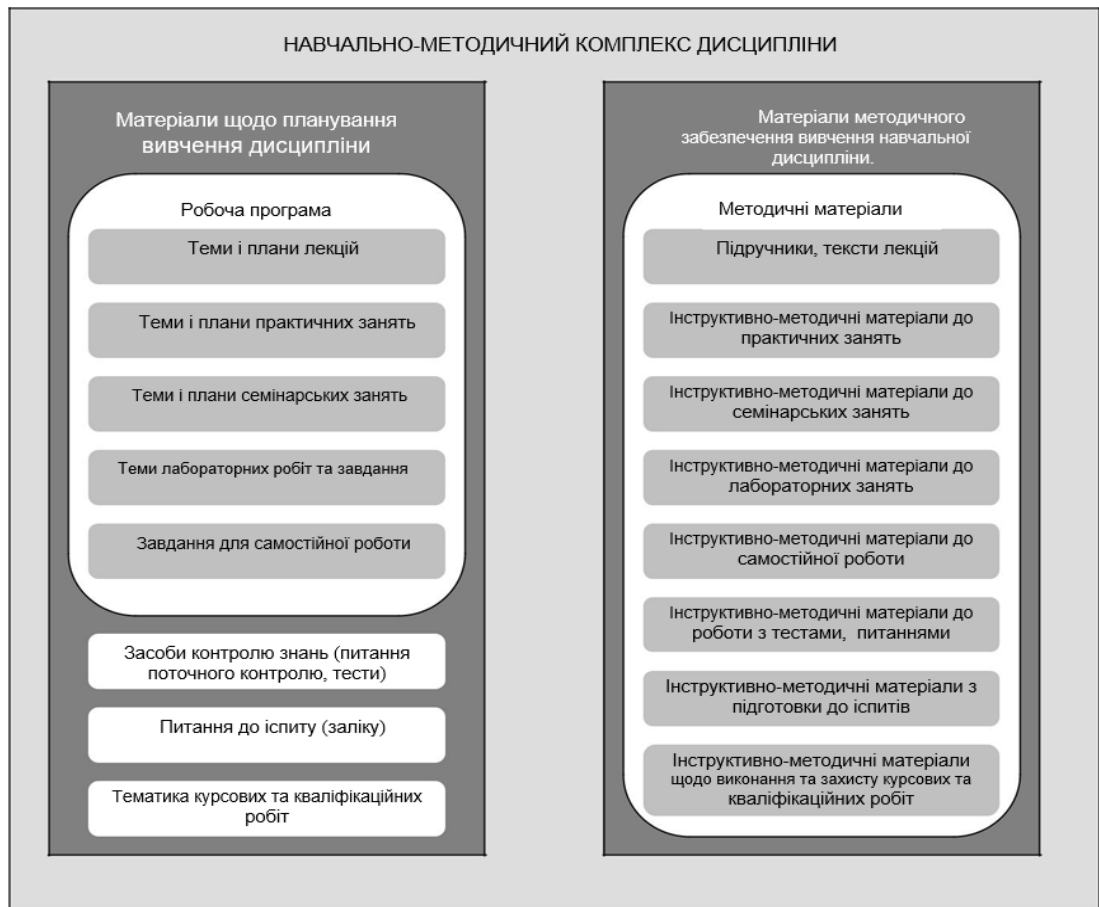 НАВЧАЛЬНО-МЕТОДИЧНИЙ КОМПЛЕКС ДИСЦИПЛІНИ
Матеріали щодо планування
вивчення дисципліни
Робоча програма
Теми і плани лекцій
Теми і плани практичних занять
Теми і плани семінарських занять
Теми лабораторних робіт та завдання
Завдання для самостійної роботи
Засоби контролю знань (питання
поточного контролю, тести)
Питання до іспиту (заліку)
Тематика курсових та кваліфікаційних
робіт
Матеріали методичного
забезпечення вивчення навчальної
дисципліни.
Методичні матеріали
Підручники, тексти лекцій
Інструктивно-методичні матеріали до
практичних занять
Інструктивно-методичні матеріали до
семінарських занять
Інструктивно-методичні матеріали до
лабораторних занять
Інструктивно-методичні матеріали до
самостійної роботи
Інструктивно-методичні матеріали до
роботи з тестами, питаннями
Інструктивно-методичні матеріали з
підготовки до іспитів
Інструктивно-методичні матеріали
щодо виконання та захисту курсових та
кваліфікаційних робіт